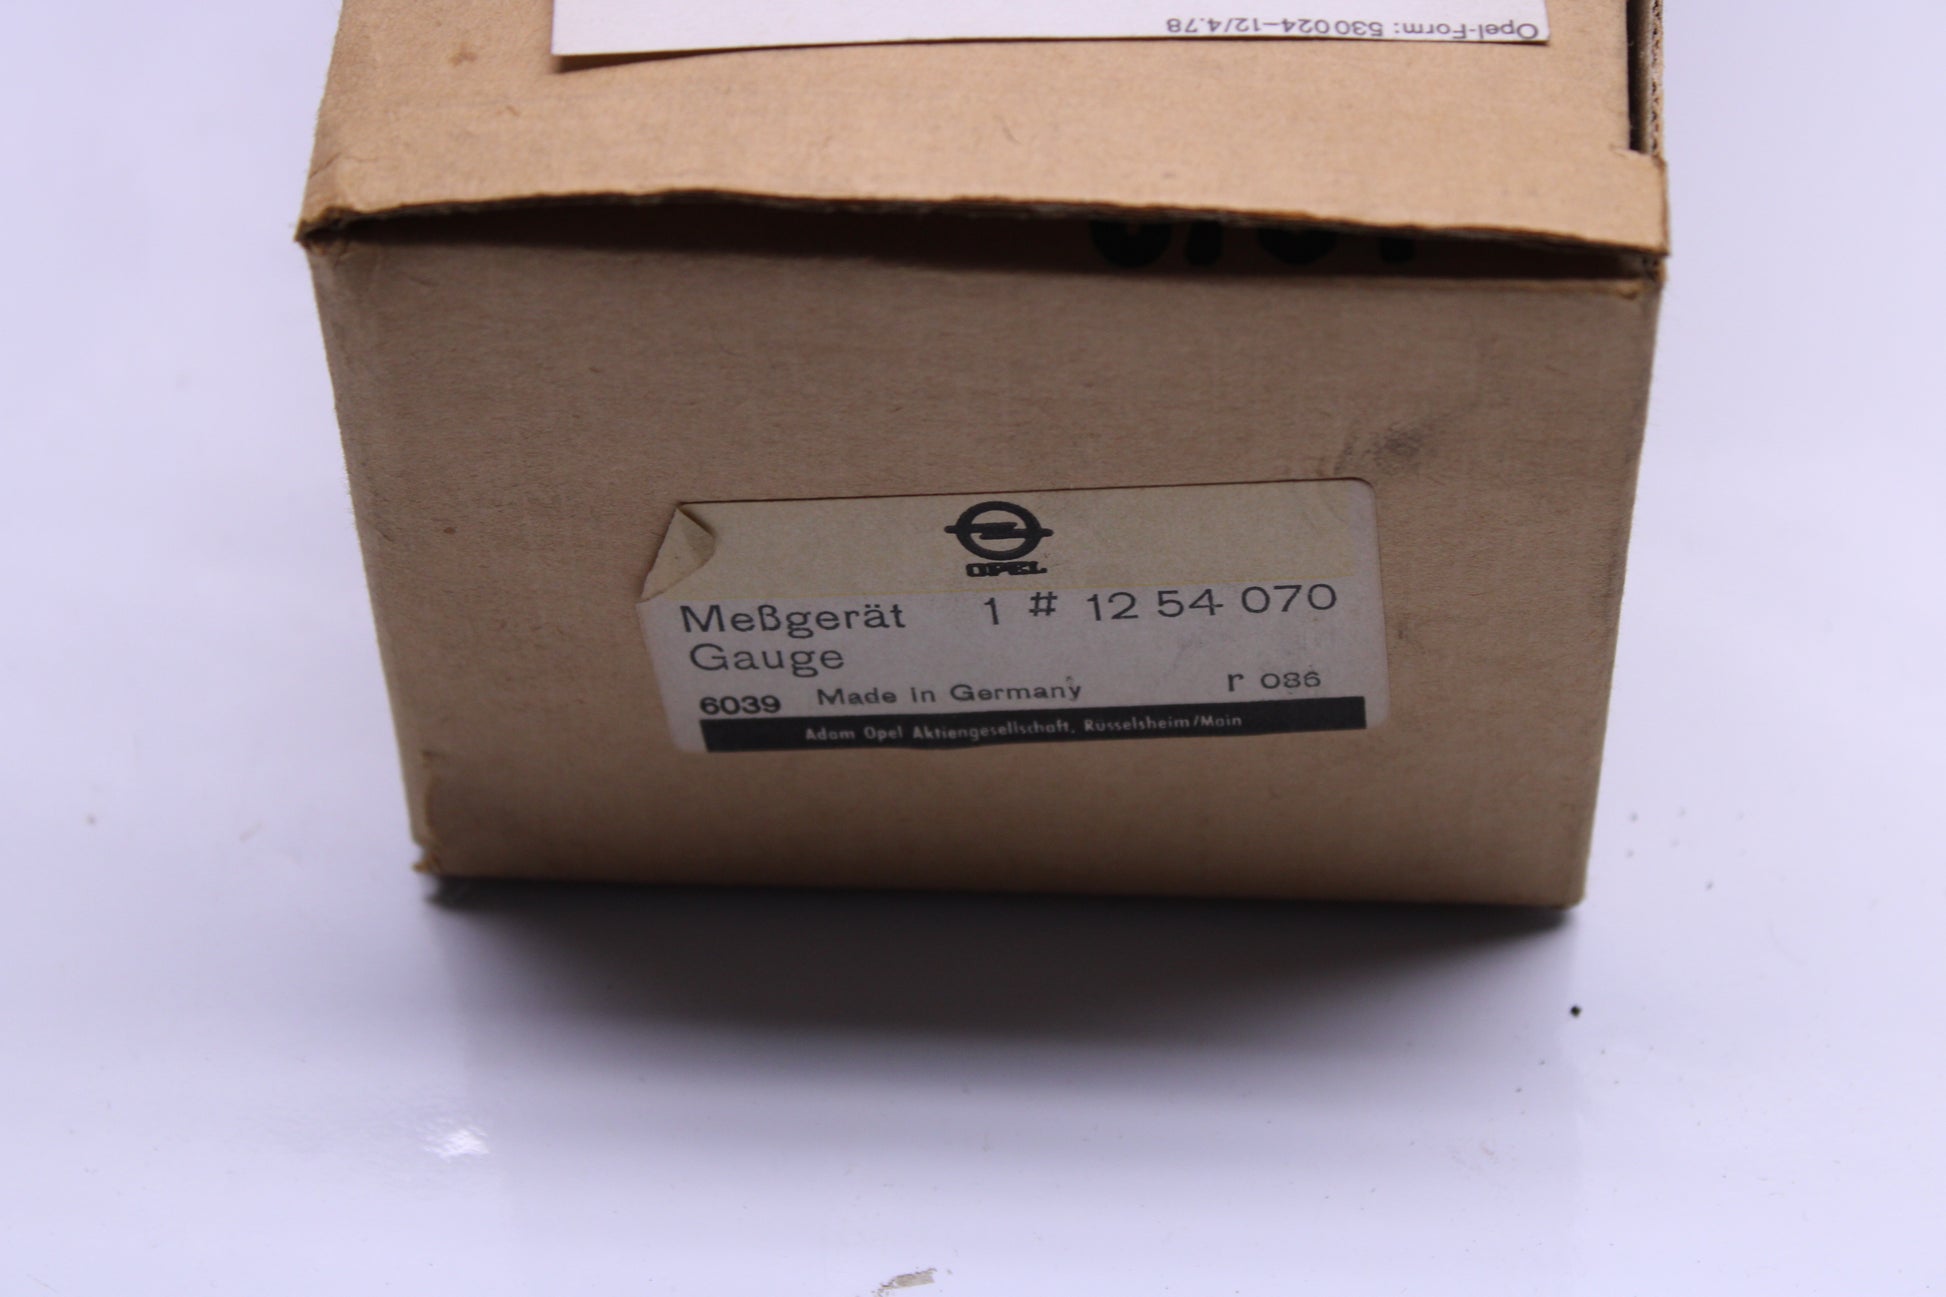 Opel-Form: 530024-12/4.78
OPEL
Meßgerät 1 # 12 54 070
Gauge
6039 Made in Germany r 086
Adam Opel Aktiengesellschaft, Rüsselsheim/Main